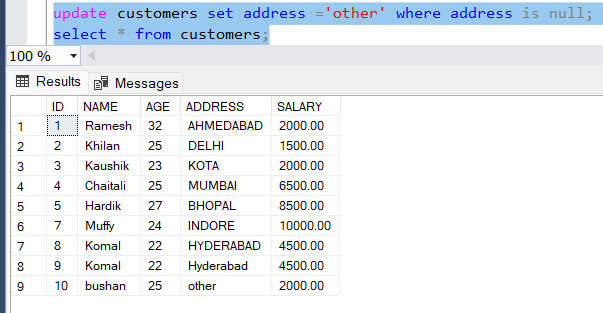 update customers set address ='other' where address is null;
select * from customers;
100 %
Results Messages
ID NAME AGE ADDRESS SALARY
1 1 Ramesh 32 AHMEDABAD 2000.00
2 2 Khilan 25 DELHI 1500.00
3 3 Kaushik 23 KOTA 2000.00
4 4 Chaitali 25 MUMBAI 6500.00
5 5 Hardik 27 BHOPAL 8500.00
6 7 Muffy 24 INDORE 10000.00
7 8 Komal 22 HYDERABAD 4500.00
8 9 Komal 22 Hyderabad 4500.00
9 10 bushan 25 other 2000.00